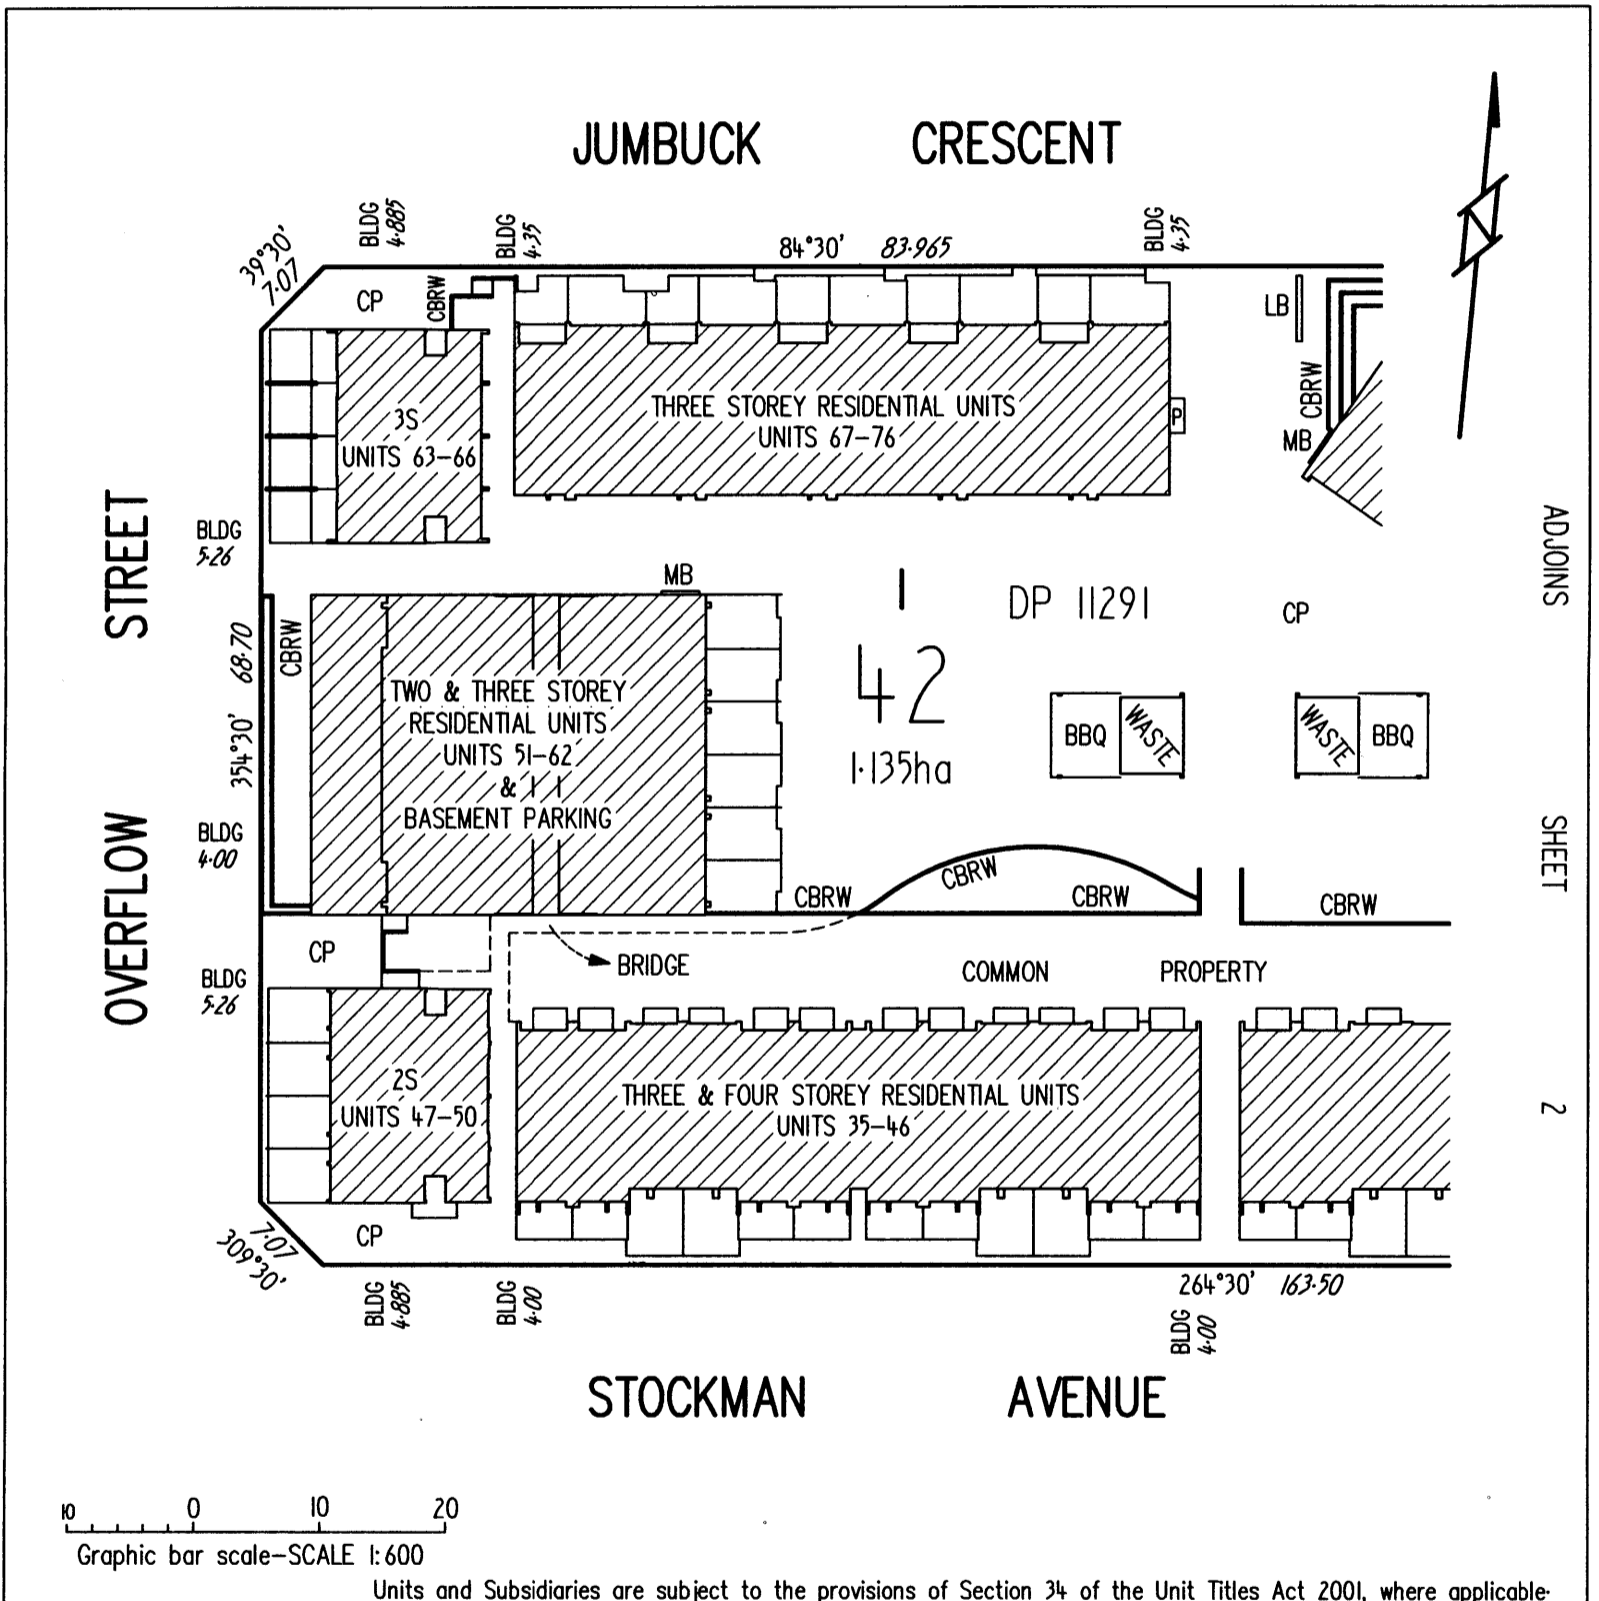 JUMBUCK CRESCENT
BLDG 4·885
BLDG 4·35
BLDG 4·35
39°30'
7·07
84°30' 83·965
CP
CBRW
LB
CBRW
MB
3S
UNITS 63–66
THREE STOREY RESIDENTIAL UNITS
UNITS 67–76
P
OVERFLOW STREET
BLDG
5·26
354°30' 68·70
BLDG
4·00
BLDG
5·26
CBRW
MB
TWO & THREE STOREY
RESIDENTIAL UNITS
UNITS 51–62
&
BASEMENT PARKING
1
DP 11291
42
1·135ha
CP
BBQ WASTE
WASTE BBQ
ADJOINS SHEET 2
CBRW
CBRW
CBRW
CBRW
CP
BRIDGE
COMMON PROPERTY
2S
UNITS 47–50
THREE & FOUR STOREY RESIDENTIAL UNITS
UNITS 35–46
CP
7·07
309°30'
BLDG 4·885
BLDG 4·00
264°30' 163·50
BLDG 4·00
STOCKMAN AVENUE
10 0 10 20
Graphic bar scale–SCALE 1:600
Units and Subsidiaries are subject to the provisions of Section 34 of the Unit Titles Act 2001, where applicable·